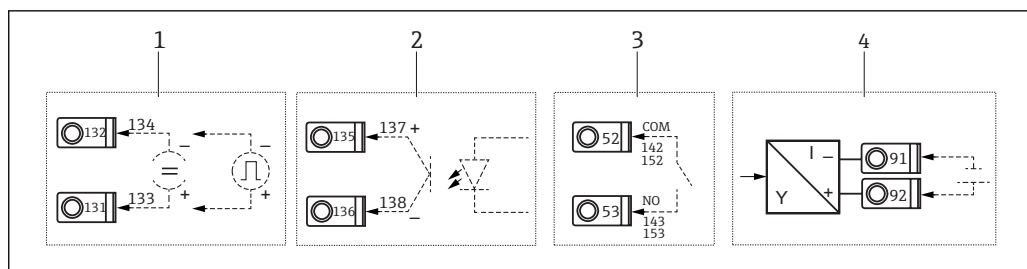 1 2 3 4
132 134 - -
131 133 + +
135 137 +
136 138 -
52 COM
142
152
53 NO
143
153
I - 91
Y + 92